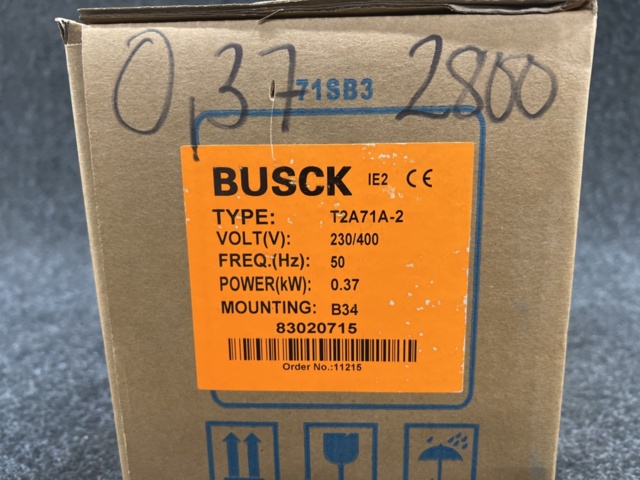 0,37 2800
71SB3
BUSCK IE2 CE
TYPE: T2A71A-2
VOLT(V): 230/400
FREQ.(Hz): 50
POWER(kW): 0.37
MOUNTING: B34
83020715
Order No.:11215